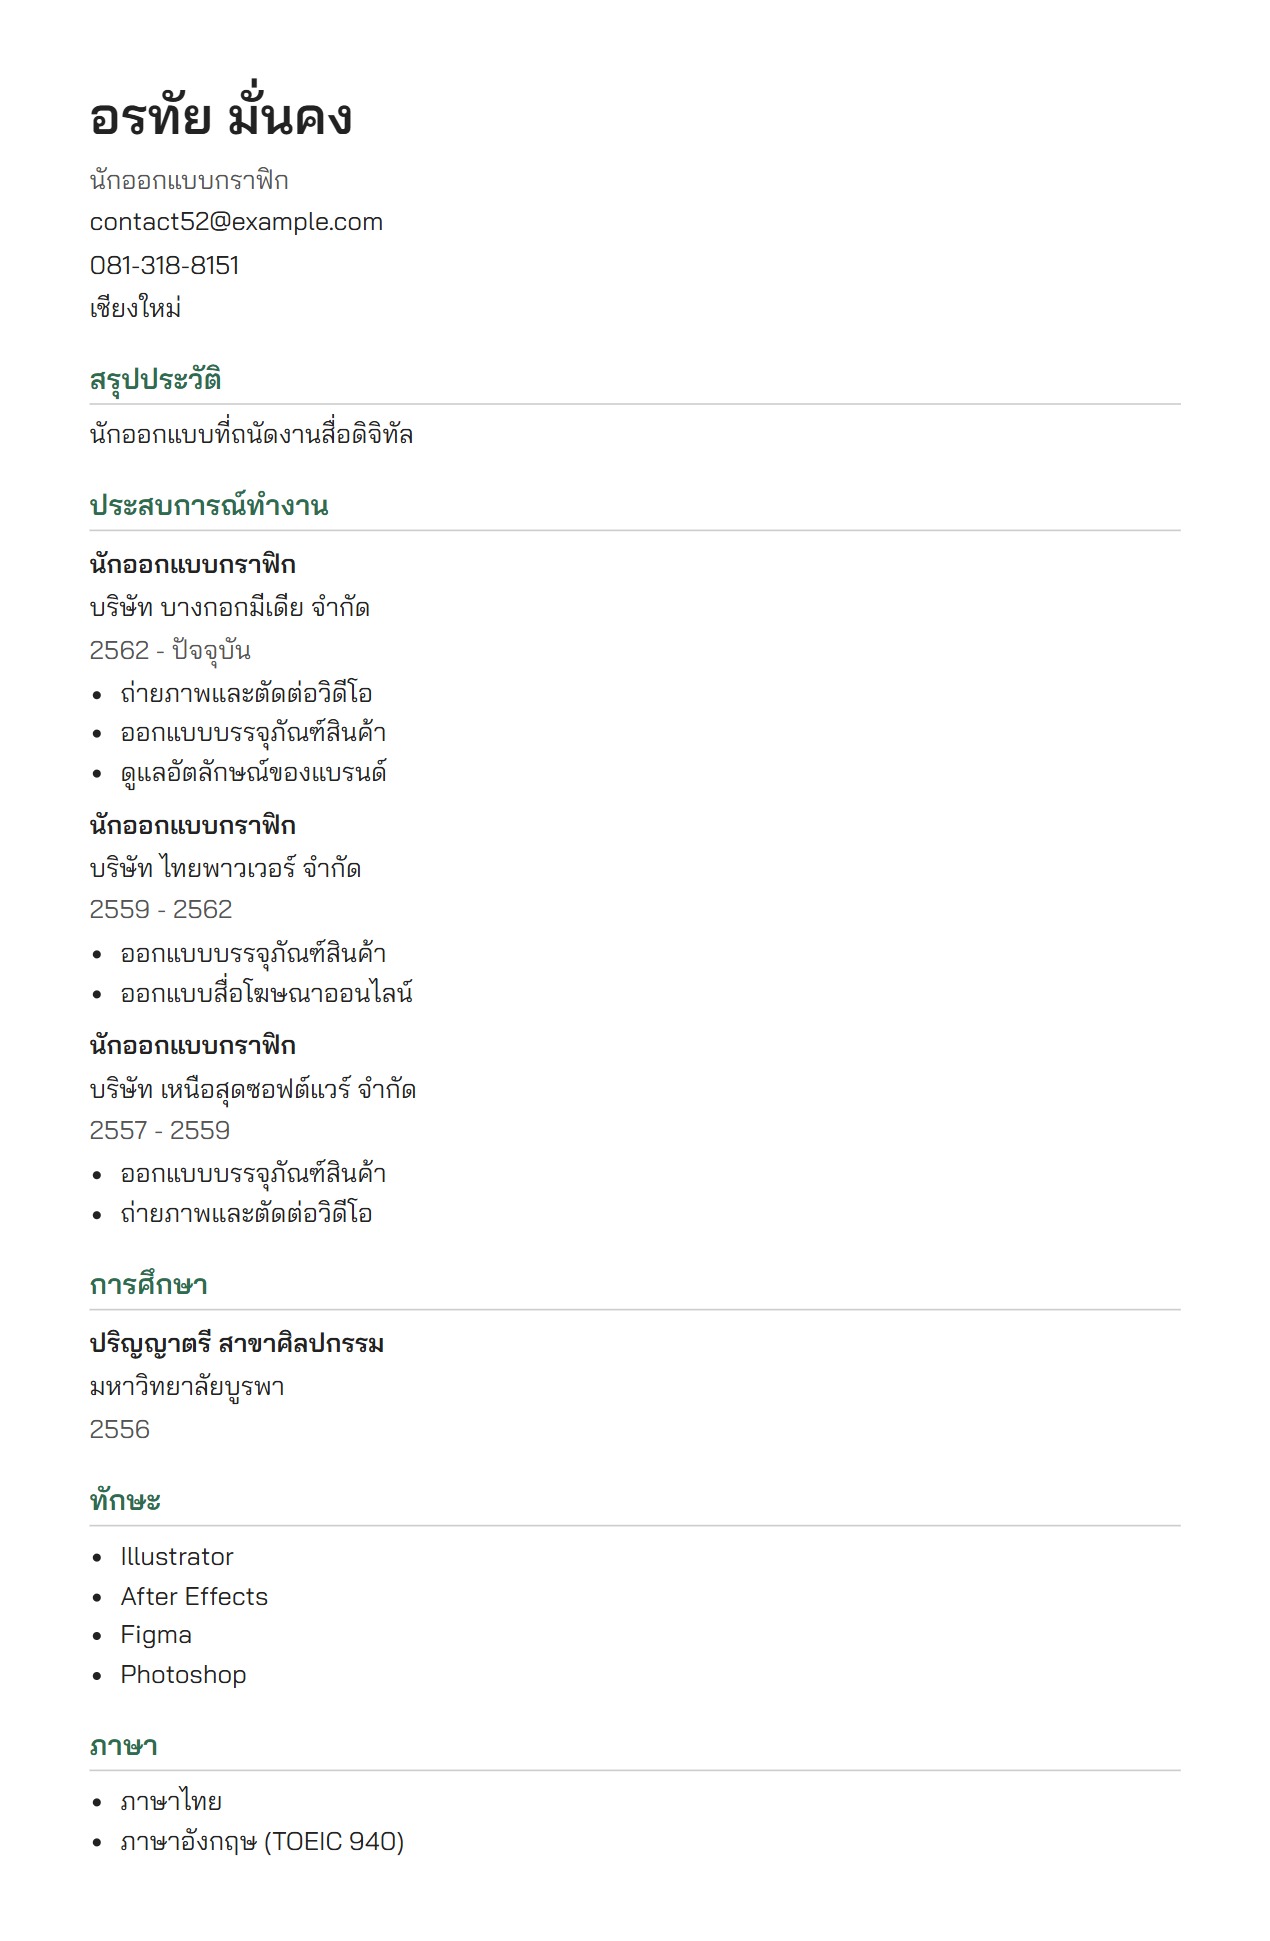 อรทัย มั่นคง
นักออกแบบกราฟิก
contact52@example.com
081-318-8151
เชียงใหม่
สรุปประวัติ
นักออกแบบที่ถนัดงานสื่อดิจิทัล
ประสบการณ์ทำงาน
นักออกแบบกราฟิก
บริษัท บางกอกมีเดีย จำกัด
2562 - ปัจจุบัน
• ถ่ายภาพและตัดต่อวิดีโอ
• ออกแบบบรรจุภัณฑ์สินค้า
• ดูแลอัตลักษณ์ของแบรนด์
นักออกแบบกราฟิก
บริษัท ไทยพาวเวอร์ จำกัด
2559 - 2562
• ออกแบบบรรจุภัณฑ์สินค้า
• ออกแบบสื่อโฆษณาออนไลน์
นักออกแบบกราฟิก
บริษัท เหนือสุดซอฟต์แวร์ จำกัด
2557 - 2559
• ออกแบบบรรจุภัณฑ์สินค้า
• ถ่ายภาพและตัดต่อวิดีโอ
การศึกษา
ปริญญาตรี สาขาศิลปกรรม
มหาวิทยาลัยบูรพา
2556
ทักษะ
• Illustrator
• After Effects
• Figma
• Photoshop
ภาษา
• ภาษาไทย
• ภาษาอังกฤษ (TOEIC 940)